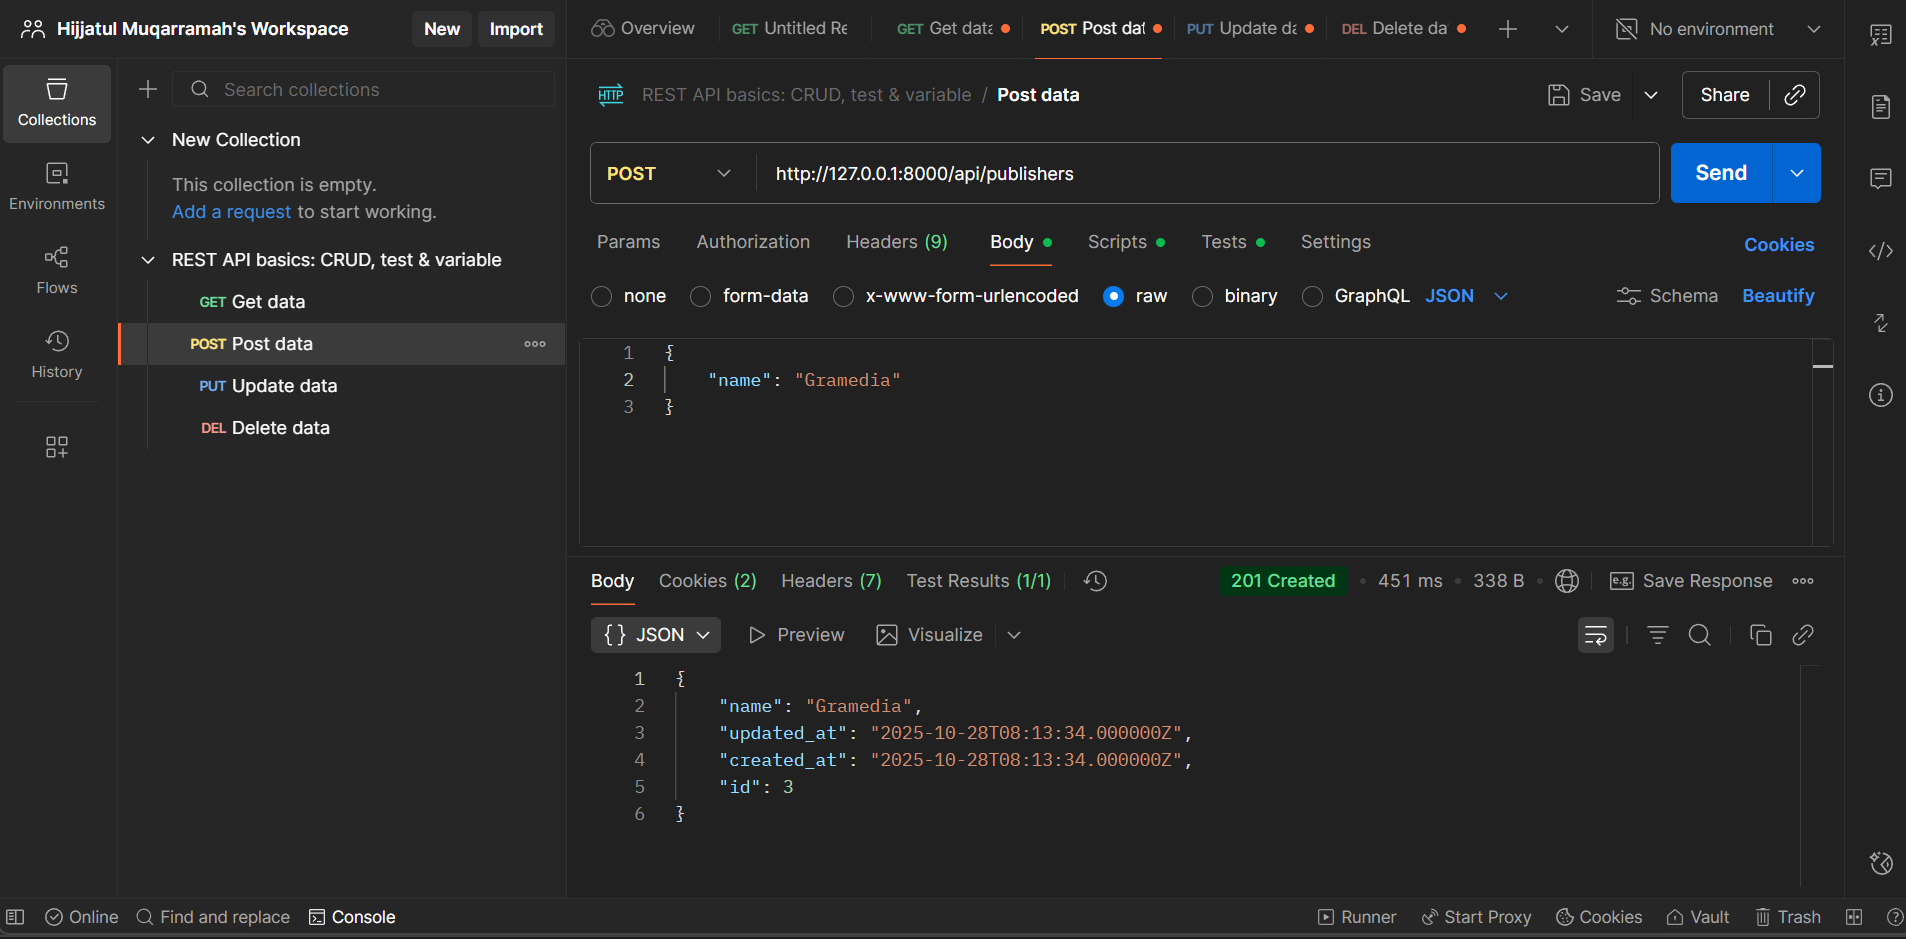 Hijjatul Muqarramah's Workspace New Import
Overview GET Untitled Re GET Get data POST Post dat PUT Update da DEL Delete da No environment
Collections
Environments
Flows
History
Search collections
New Collection
This collection is empty.
Add a request to start working.
REST API basics: CRUD, test & variable
GET Get data
POST Post data
PUT Update data
DEL Delete data
HTTP REST API basics: CRUD, test & variable / Post data Save Share
POST http://127.0.0.1:8000/api/publishers Send
Params Authorization Headers (9) Body Scripts Tests Settings Cookies
none form-data x-www-form-urlencoded raw binary GraphQL JSON Schema Beautify
1 {
2 "name": "Gramedia"
3 }
Body Cookies (2) Headers (7) Test Results (1/1) 201 Created 451 ms 338 B e.g. Save Response
{} JSON Preview Visualize
1 {
2 "name": "Gramedia",
3 "updated_at": "2025-10-28T08:13:34.000000Z",
4 "created_at": "2025-10-28T08:13:34.000000Z",
5 "id": 3
6 }
Online Find and replace Console Runner Start Proxy Cookies Vault Trash